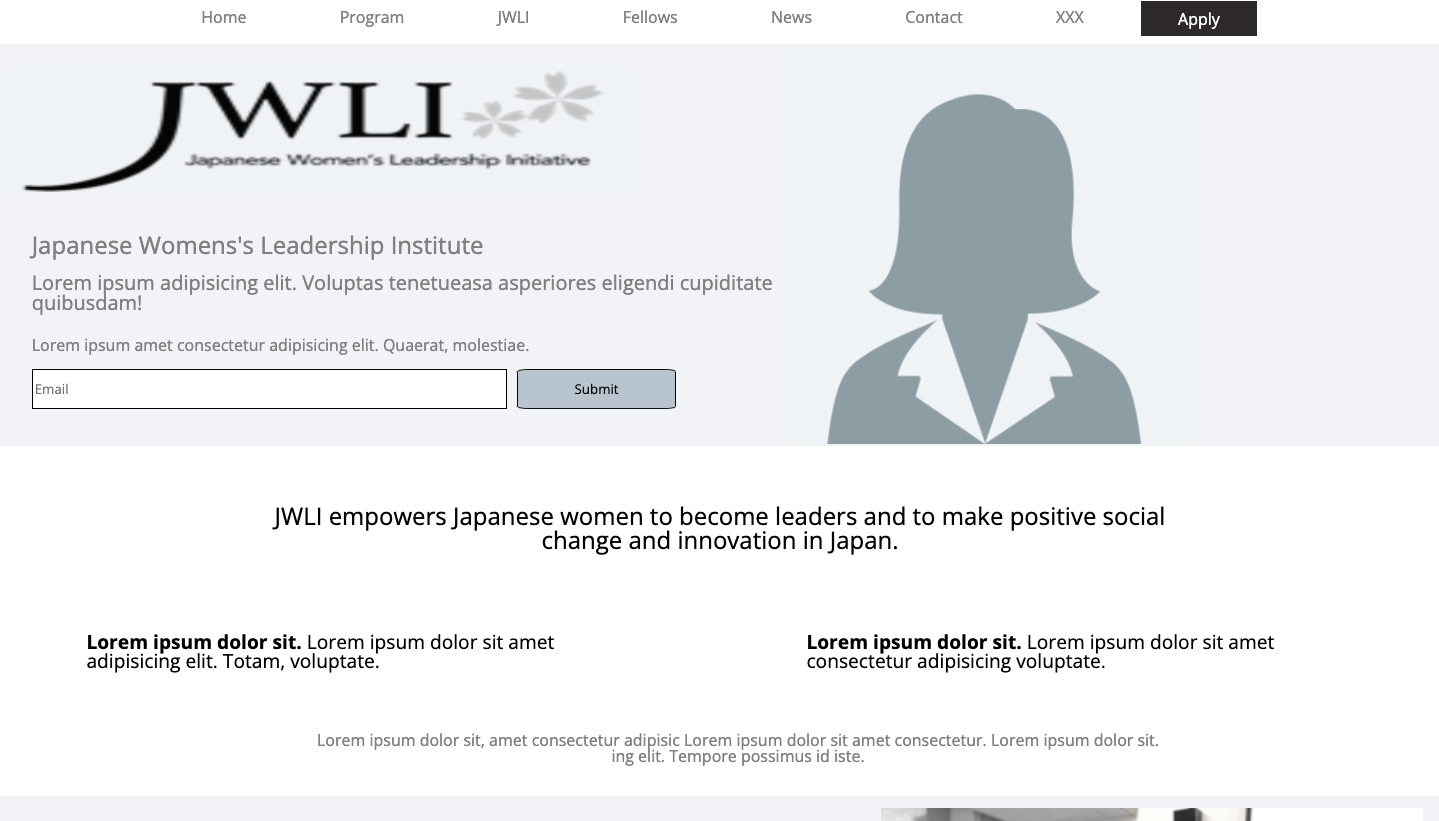 Home Program JWLI Fellows News Contact XXX Apply
JWLI
Japanese Women's Leadership Initiative
Japanese Womens's Leadership Institute
Lorem ipsum adipisicing elit. Voluptas tenetueasa asperiores eligendi cupiditate
quibusdam!
Lorem ipsum amet consectetur adipisicing elit. Quaerat, molestiae.
Email Submit
JWLI empowers Japanese women to become leaders and to make positive social
change and innovation in Japan.
Lorem ipsum dolor sit. Lorem ipsum dolor sit amet
adipisicing elit. Totam, voluptate.
Lorem ipsum dolor sit. Lorem ipsum dolor sit amet
consectetur adipisicing voluptate.
Lorem ipsum dolor sit, amet consectetur adipisic Lorem ipsum dolor sit amet consectetur. Lorem ipsum dolor sit.
ing elit. Tempore possimus id iste.